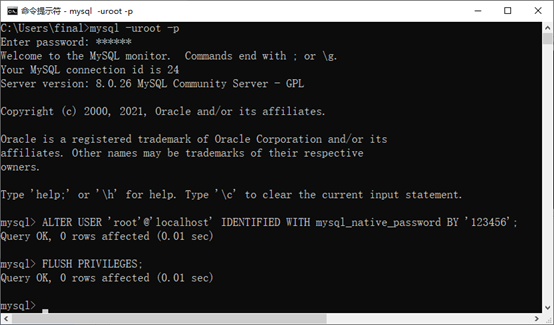 命令提示符 - mysql -uroot -p
C:\Users\final>mysql -uroot -p
Enter password: ******
Welcome to the MySQL monitor.  Commands end with ; or \g.
Your MySQL connection id is 24
Server version: 8.0.26 MySQL Community Server - GPL
Copyright (c) 2000, 2021, Oracle and/or its affiliates.
Oracle is a registered trademark of Oracle Corporation and/or its
affiliates. Other names may be trademarks of their respective
owners.
Type 'help;' or '\h' for help. Type '\c' to clear the current input statement.
mysql> ALTER USER 'root'@'localhost' IDENTIFIED WITH mysql_native_password BY '123456';
Query OK, 0 rows affected (0.01 sec)
mysql> FLUSH PRIVILEGES;
Query OK, 0 rows affected (0.01 sec)
mysql>